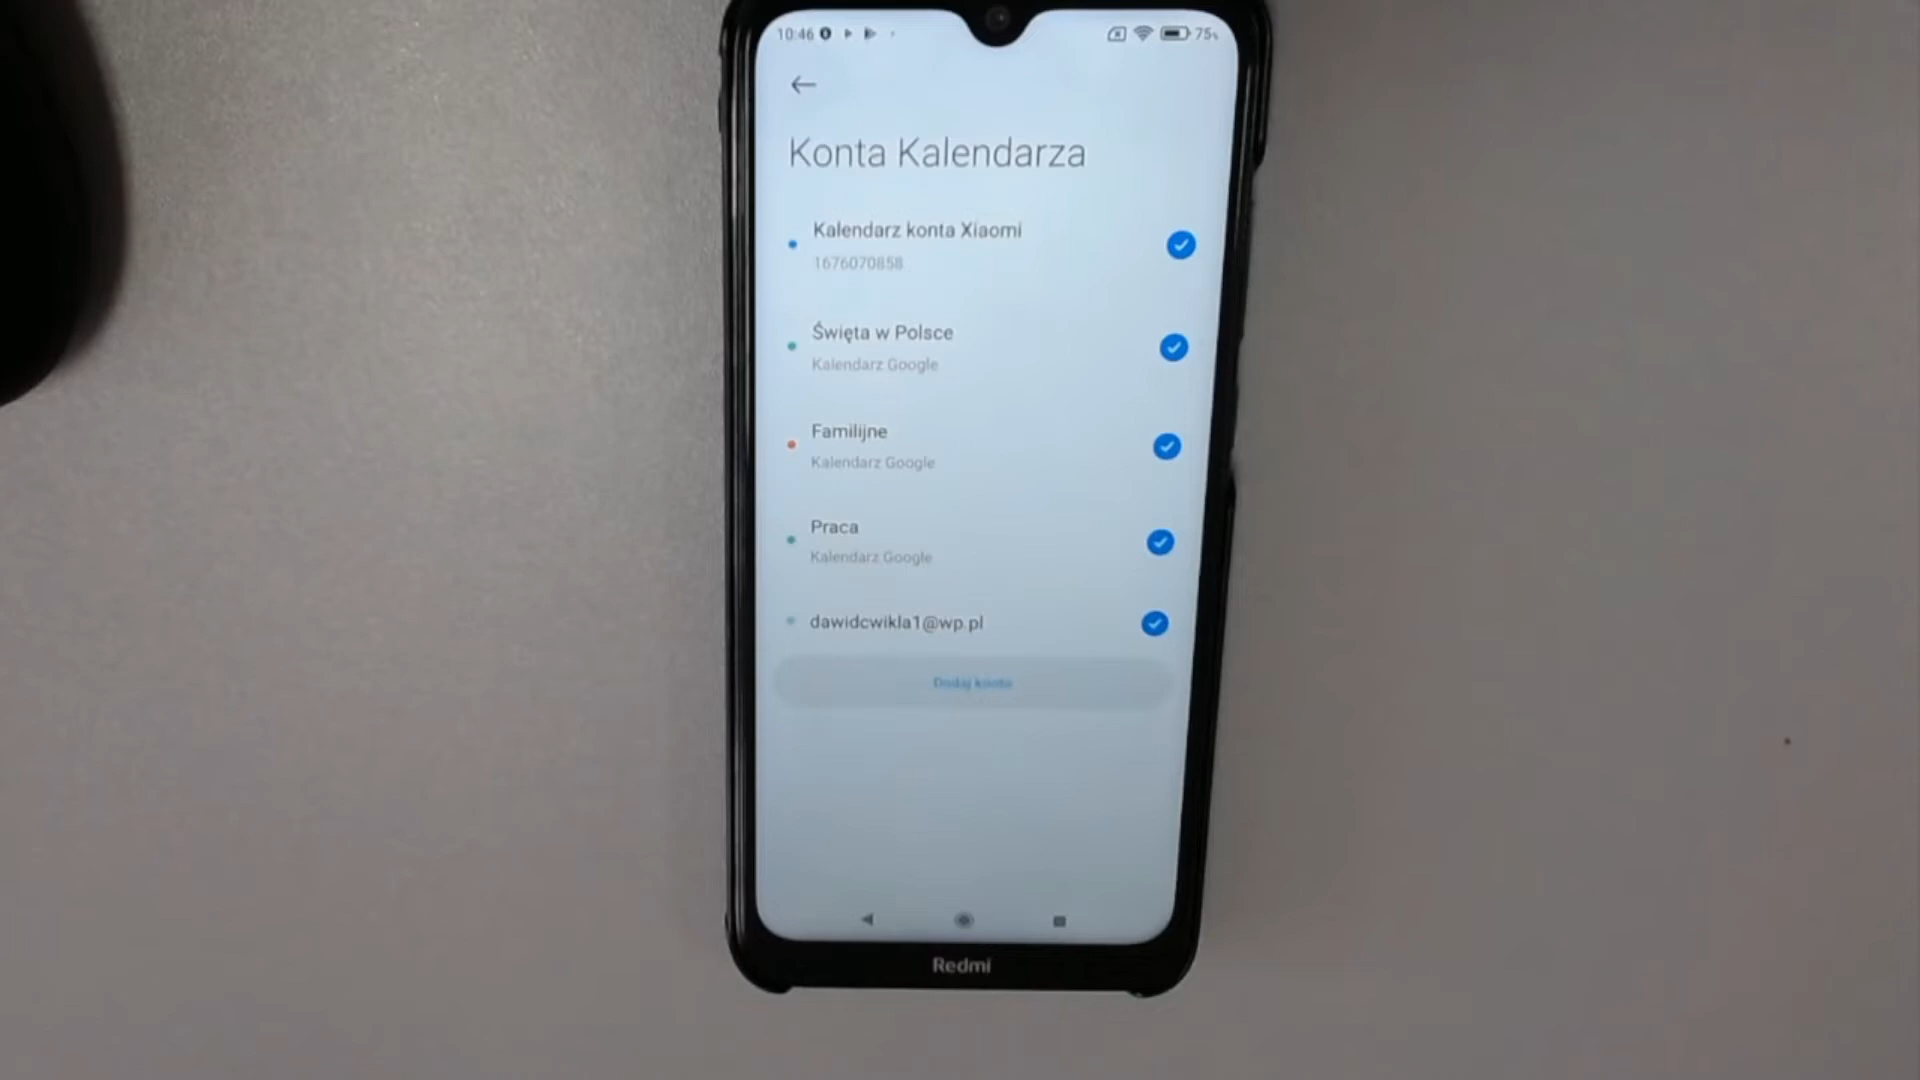 10:46 75%
Konta Kalendarza
Kalendarz konta Xiaomi
1676070858
Święta w Polsce
Kalendarz Google
Familijne
Kalendarz Google
Praca
Kalendarz Google
dawidcwikla1@wp.pl
Dodaj konto
Redmi